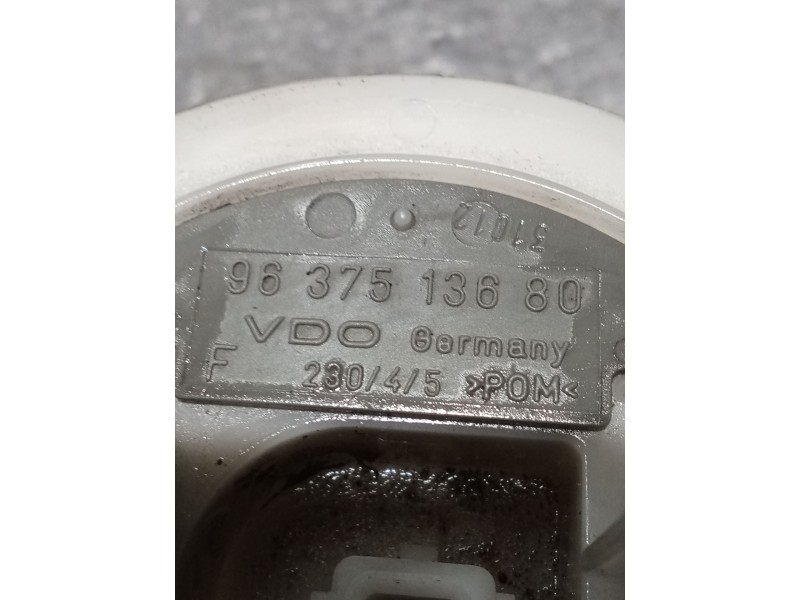 31012
96 375 136 80
VDO Germany
F 230/4/5 >POM<